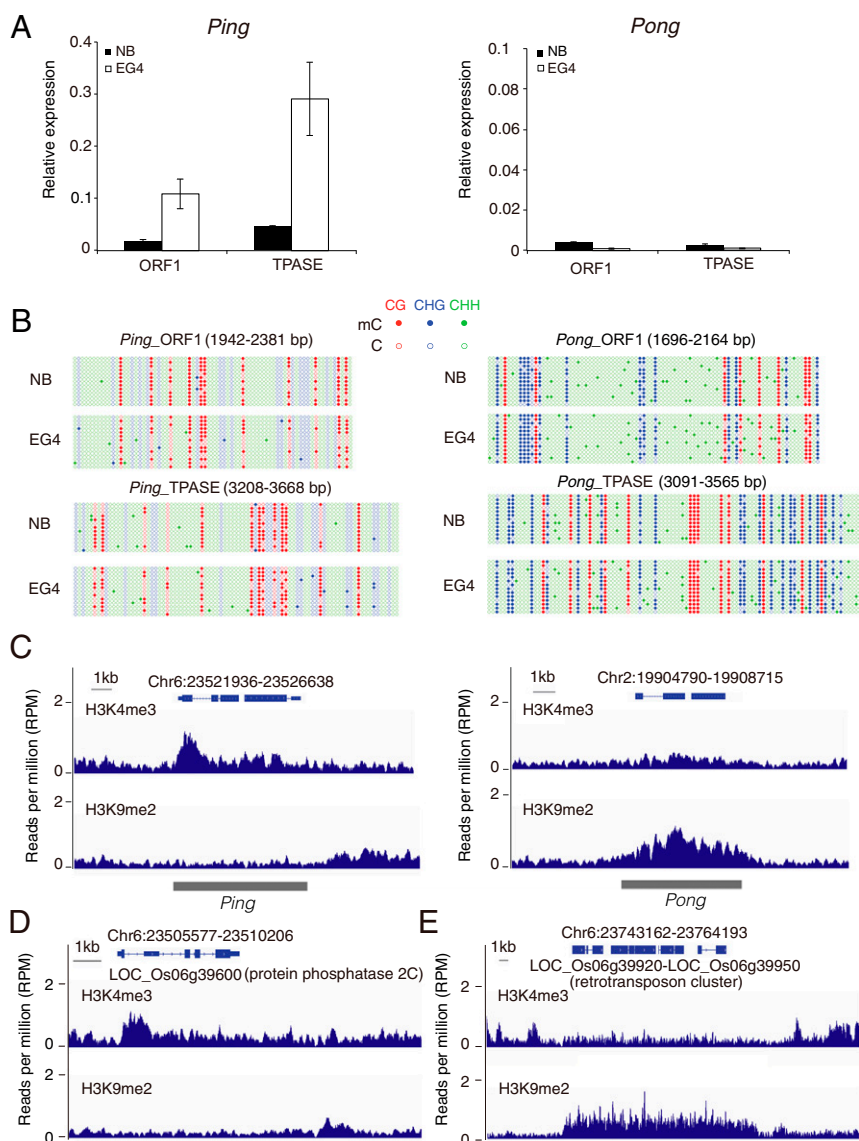 A
Ping
Pong
Relative expression
0.4
0.3
0.2
0.1
0
NB
EG4
ORF1
TPASE
Relative expression
0.1
0.08
0.06
0.04
0.02
0
NB
EG4
ORF1
TPASE
B
CG CHG CHH
mC
C
Ping_ORF1 (1942-2381 bp)
NB
EG4
Ping_TPASE (3208-3668 bp)
NB
EG4
Pong_ORF1 (1696-2164 bp)
NB
EG4
Pong_TPASE (3091-3565 bp)
NB
EG4
C
Reads per million (RPM)
1kb
Chr6:23521936-23526638
2
H3K4me3
0
2
H3K9me2
0
Ping
Reads per million (RPM)
1kb
Chr2:19904790-19908715
2
H3K4me3
0
2
H3K9me2
0
Pong
D
Reads per million (RPM)
Chr6:23505577-23510206
1kb
LOC_Os06g39600 (protein phosphatase 2C)
2
H3K4me3
0
2
H3K9me2
0
E
Reads per million (RPM)
Chr6:23743162-23764193
1kb
LOC_Os06g39920-LOC_Os06g39950
(retrotransposon cluster)
2
H3K4me3
0
2
H3K9me2
0